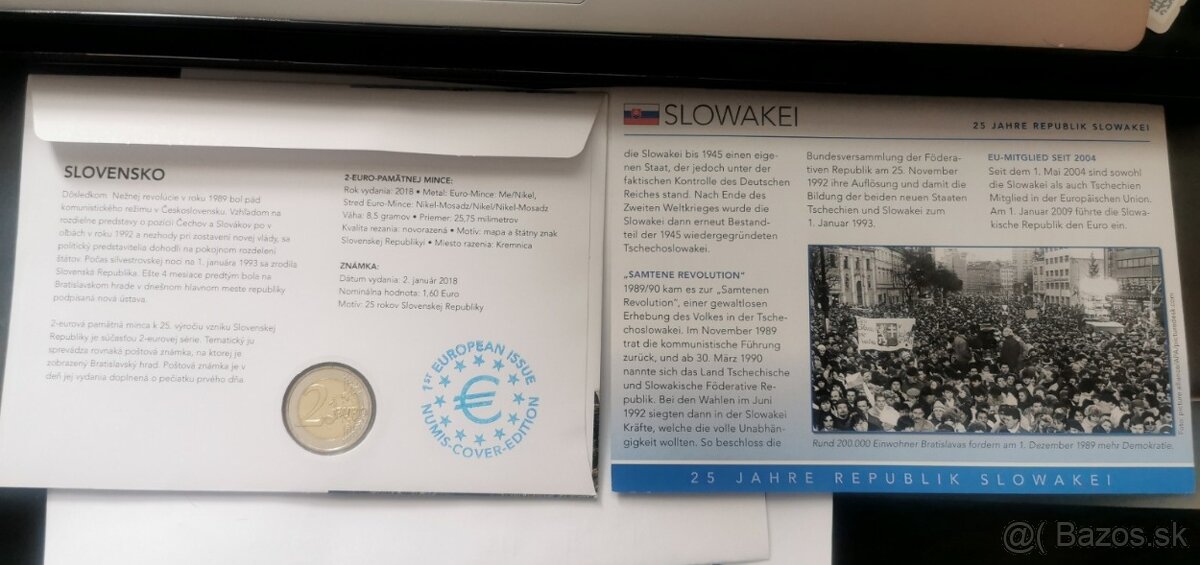 SLOVENSKO
Dôsledkom Nežnej revolúcie v roku 1989 bol pád
komunistického režimu v Československu. Vzhľadom na
rozdielne predstavy o pozícii Čechov a Slovákov po v
oľbách v roku 1992 a nezhody pri zostavení novej vlády, sa
politický predstavitelia dohodli na pokojnom rozdelení
štátov. Počas silvestrovskej noci na 1. januára 1993 sa zrodila
Slovenská Republika. Ešte 4 mesiace predtým bola na
Bratislavskom hrade v dnešnom hlavnom meste republiky
podpísaná nová ústava.
2-eurová pamätná minca k 25. výročiu vzniku Slovenskej
Republiky je súčasťou 2-eurovej série. Tematický ju
sprevádza rovnaká poštová známka, na ktorej je
zobrazený Bratislavský hrad. Poštová známka je v
deň jej vydania doplnená o pečiatku prvého dňa.
2-EURO-PAMÄTNEJ MINCE:
Rok vydania: 2018 • Metal: Euro-Mince: Me/Nikel,
Stred Euro-Mince: Nikel-Mosadz/Nikel/Nikel-Mosadz
Váha: 8,5 gramov • Priemer: 25,75 milimetrov
Kvalita rezania: novorazená • Motív: mapa a štátny znak
Slovenskej Republikyi • Miesto razenia: Kremnica
ZNÁMKA:
Dátum vydania: 2. január 2018
Nominálna hodnota: 1,60 Euro
Motív: 25 rokov Slovenskej Republiky
2 EURO
1ST EUROPEAN ISSUE
€
NUMIS-COVER-EDITION
SLOWAKEI
25 JAHRE REPUBLIK SLOWAKEI
die Slowakei bis 1945 einen eige-
nen Staat, der jedoch unter der
faktischen Kontrolle des Deutschen
Reiches stand. Nach Ende des
Zweiten Weltkrieges wurde die
Slowakei dann erneut Bestand-
teil der 1945 wiedergegründeten
Tschechoslowakei.
„SAMTENE REVOLUTION“
1989/90 kam es zur „Samtenen
Revolution“, einer gewaltlosen
Erhebung des Volkes in der Tsche-
choslowakei. Im November 1989
trat die kommunistische Führung
zurück, und ab 30. März 1990
nannte sich das Land Tschechische
und Slowakische Föderative Re-
publik. Bei den Wahlen im Juni
1992 siegten dann in der Slowakei
Kräfte, welche die volle Unabhän-
gigkeit wollten. So beschloss die
Bundesversammlung der Födera-
tiven Republik am 25. November
1992 ihre Auflösung und damit die
Bildung der beiden neuen Staaten
Tschechien und Slowakei zum
1. Januar 1993.
EU-MITGLIED SEIT 2004
Seit dem 1. Mai 2004 sind sowohl
die Slowakei als auch Tschechien
Mitglied in der Europäischen Union.
Am 1. Januar 2009 führte die Slowa-
kische Republik den Euro ein.
Rund 200.000 Einwohner Bratislavas fordern am 1. Dezember 1989 mehr Demokratie.
25 JAHRE REPUBLIK SLOWAKEI
@( Bazos.sk